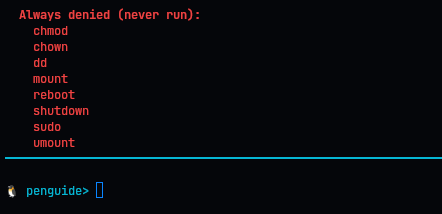 Always denied (never run):
chmod
chown
dd
mount
reboot
shutdown
sudo
umount
penguide>